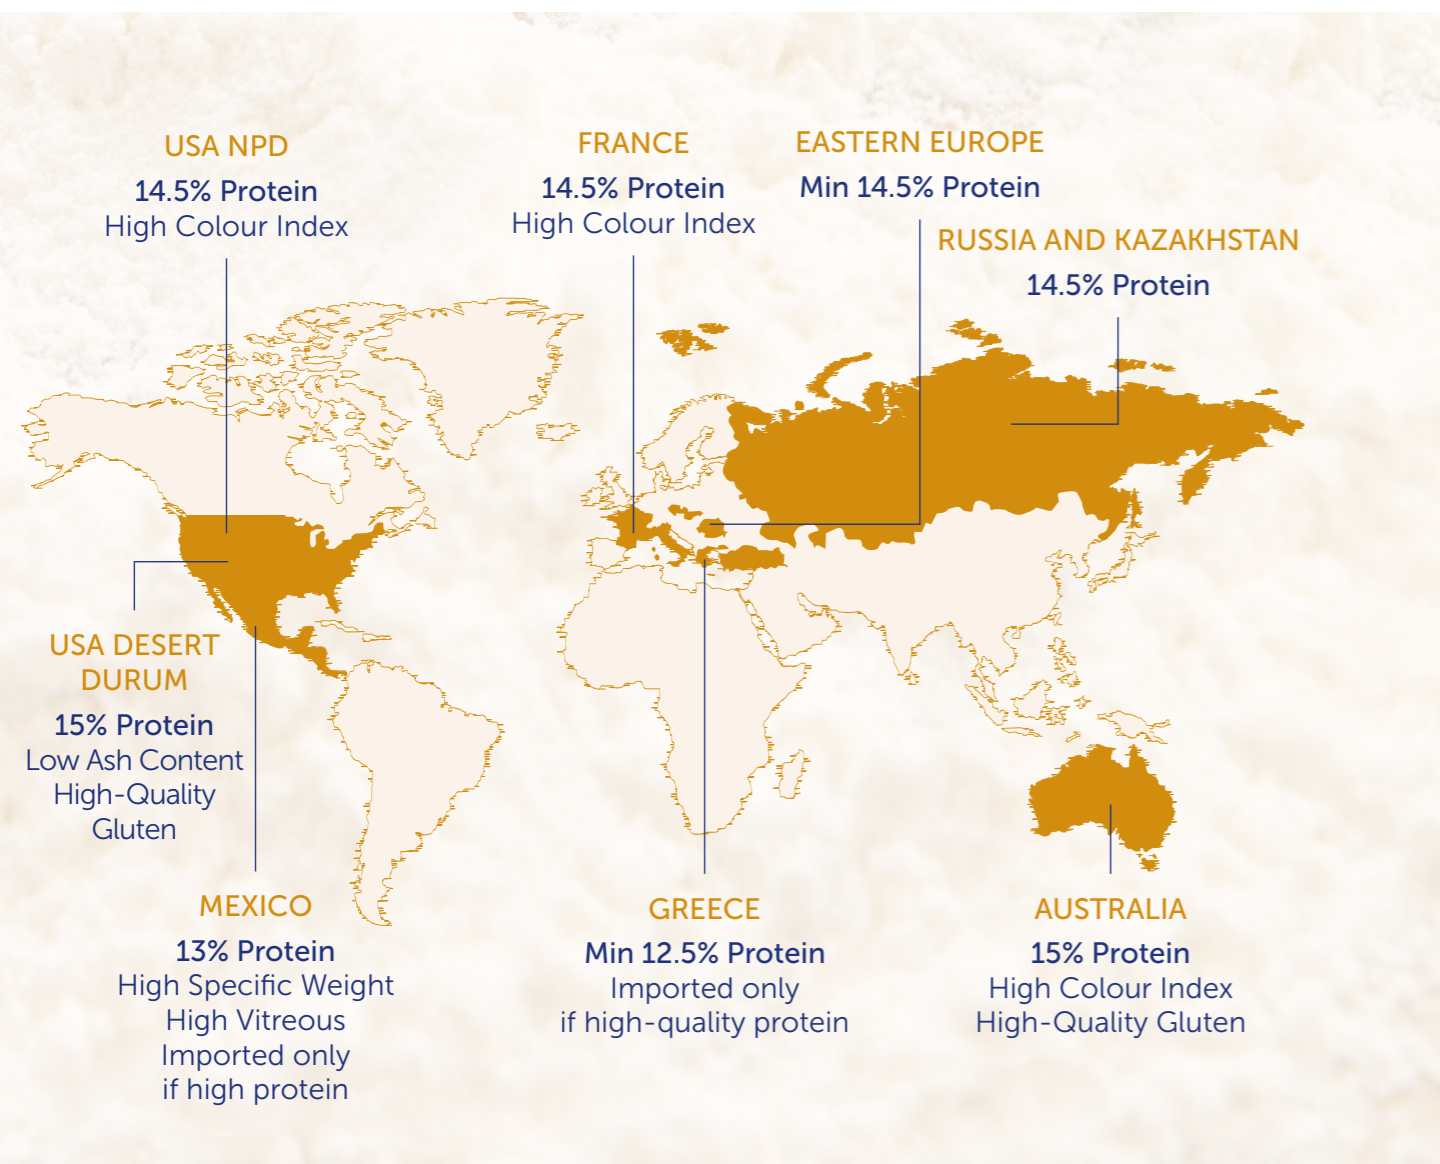 USA NPD
14.5% Protein
High Colour Index
FRANCE
14.5% Protein
High Colour Index
EASTERN EUROPE
Min 14.5% Protein
RUSSIA AND KAZAKHSTAN
14.5% Protein
USA DESERT
DURUM
15% Protein
Low Ash Content
High-Quality
Gluten
MEXICO
13% Protein
High Specific Weight
High Vitreous
Imported only
if high protein
GREECE
Min 12.5% Protein
Imported only
if high-quality protein
AUSTRALIA
15% Protein
High Colour Index
High-Quality Gluten